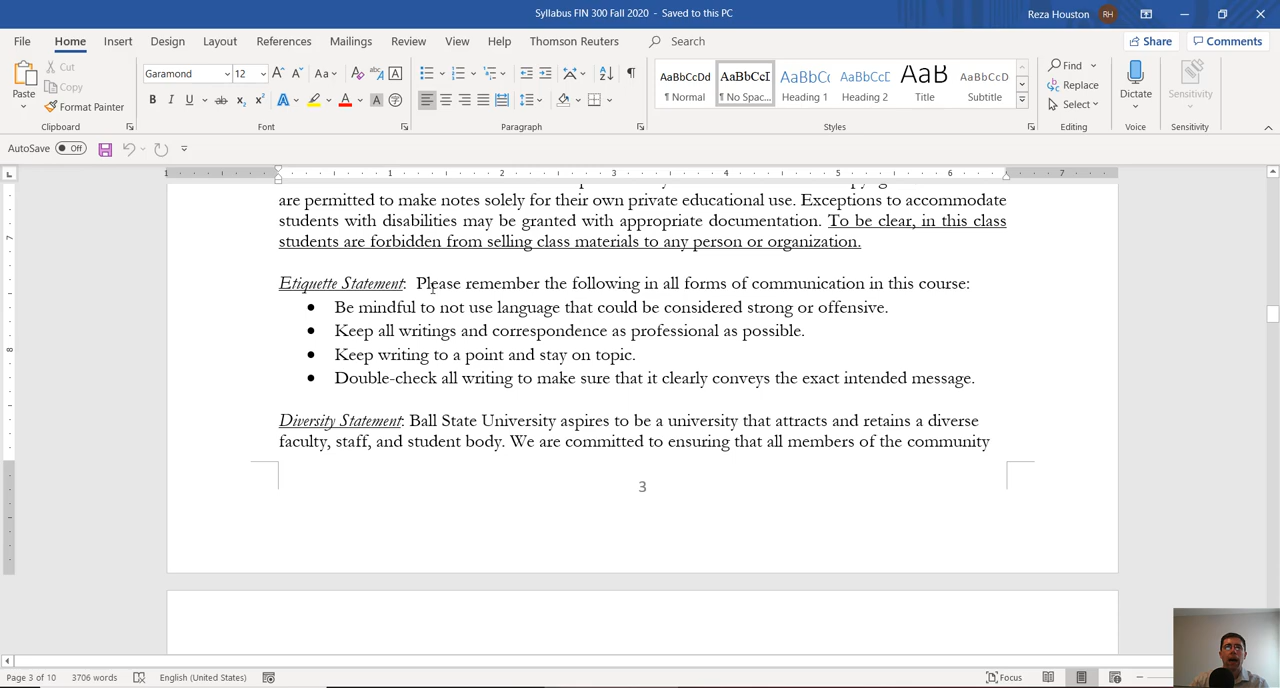 Syllabus FIN 300 Fall 2020 - Saved to this PC
Reza Houston RH
File Home Insert Design Layout References Mailings Review View Help Thomson Reuters Search Share Comments
Paste Cut Copy Format Painter
Clipboard
Garamond 12
Font
Paragraph
AaBbCcDd AaBbCcI AaBbCc AaBbCcE AaB AaBbCcD
¶ Normal ¶ No Spac... Heading 1 Heading 2 Title Subtitle
Styles
Find Replace Select
Editing
Dictate
Voice
Sensitivity
Sensitivity
AutoSave Off
1 1 2 3 4 5 6 7
are permitted to make notes solely for their own private educational use. Exceptions to accommodate
students with disabilities may be granted with appropriate documentation. To be clear, in this class
students are forbidden from selling class materials to any person or organization.
Etiquette Statement: Please remember the following in all forms of communication in this course:
• Be mindful to not use language that could be considered strong or offensive.
• Keep all writings and correspondence as professional as possible.
• Keep writing to a point and stay on topic.
• Double-check all writing to make sure that it clearly conveys the exact intended message.
Diversity Statement: Ball State University aspires to be a university that attracts and retains a diverse
faculty, staff, and student body. We are committed to ensuring that all members of the community
3
Page 3 of 10 3706 words English (United States) Focus